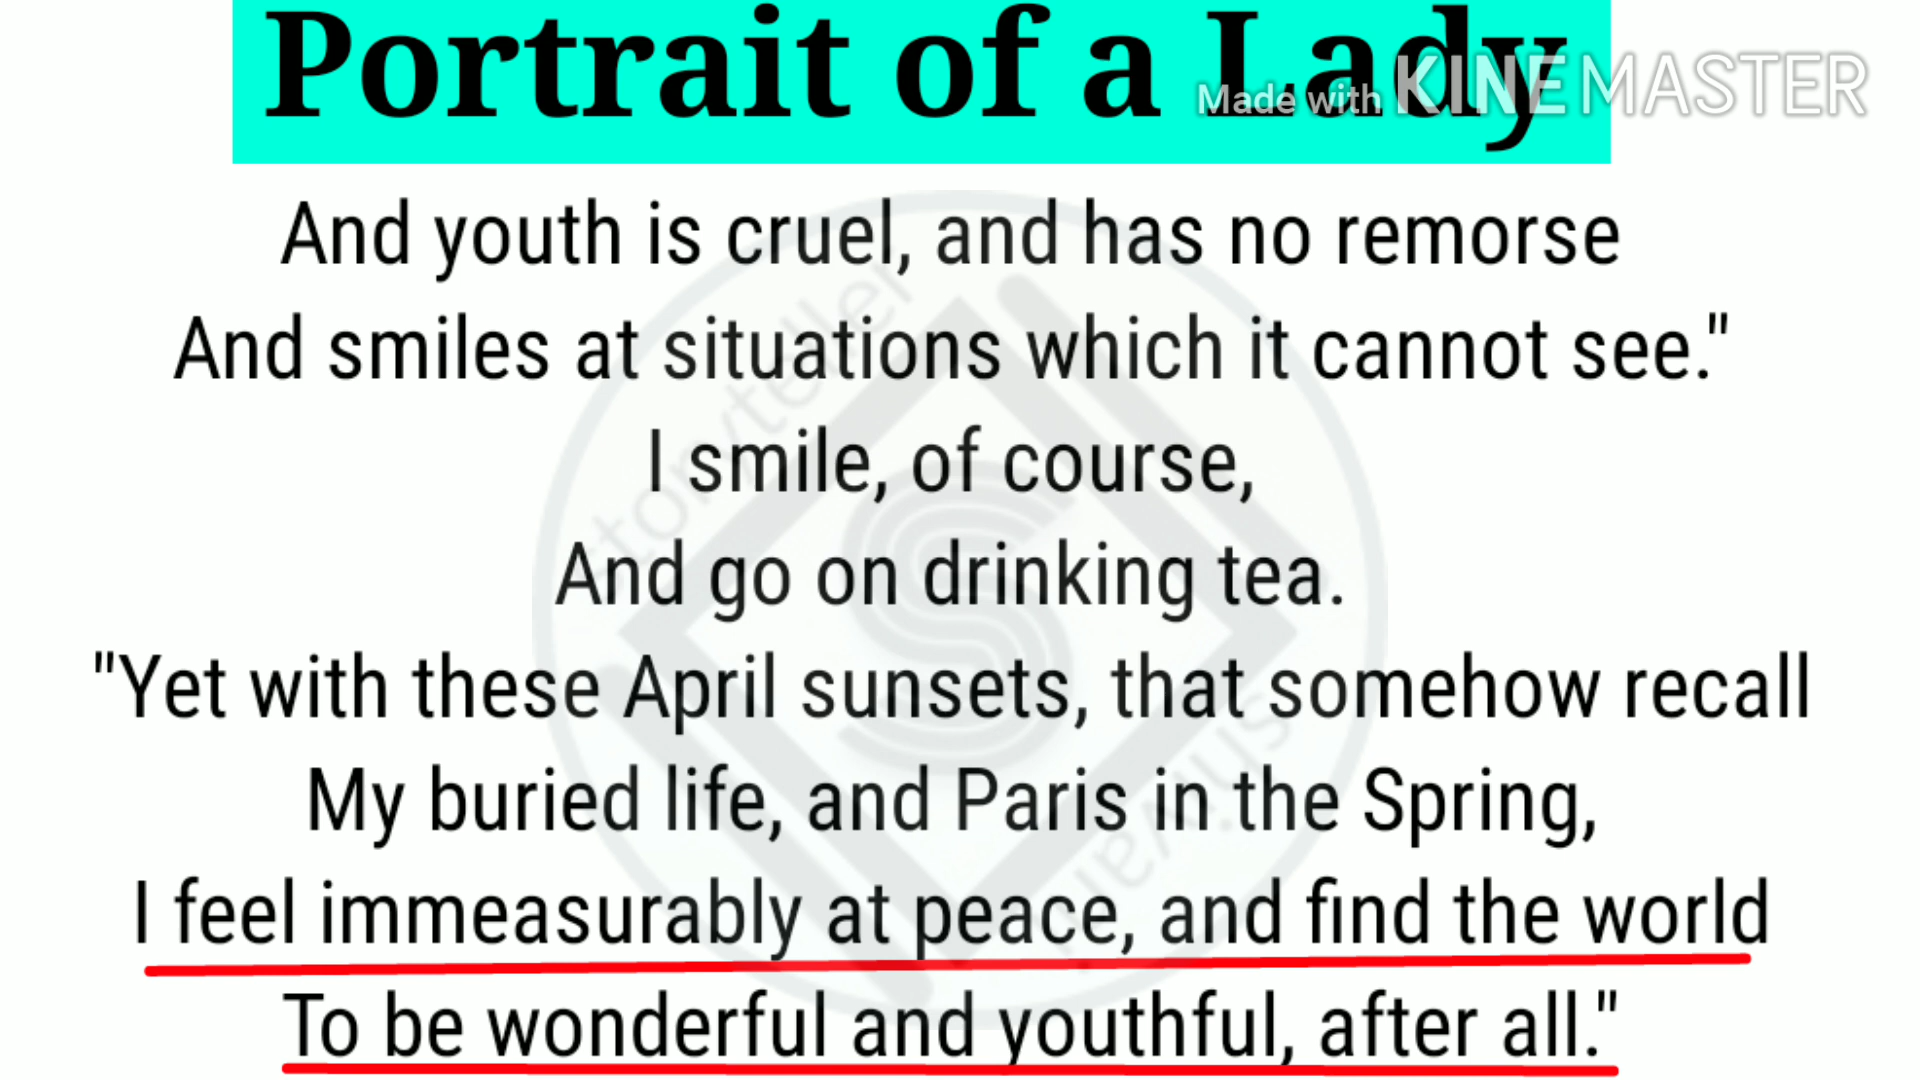 Portrait of a Lady
Made with KINEMASTER
And youth is cruel, and has no remorse
And smiles at situations which it cannot see."
I smile, of course,
And go on drinking tea.
"Yet with these April sunsets, that somehow recall
My buried life, and Paris in the Spring,
I feel immeasurably at peace, and find the world
To be wonderful and youthful, after all."
storyteller
shivani